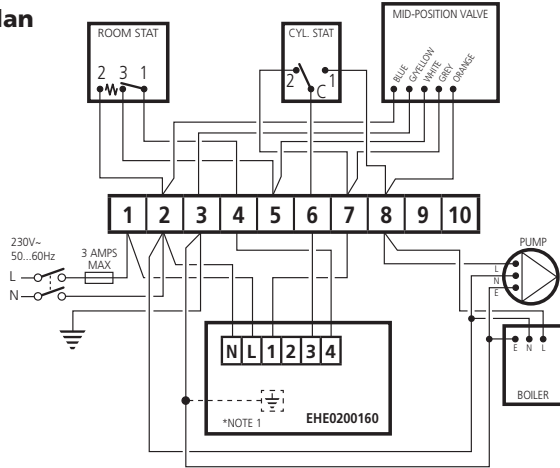 lan
ROOM STAT
2 3 1
CYL. STAT
2 C 1
MID-POSITION VALVE
BLUE
G/YELLOW
WHITE
GREY
ORANGE
1 2 3 4 5 6 7 8 9 10
230V~
50...60Hz
3 AMPS
MAX
L
N
PUMP
L
N
E
N L 1 2 3 4
E N L
BOILER
*NOTE 1
EHE0200160